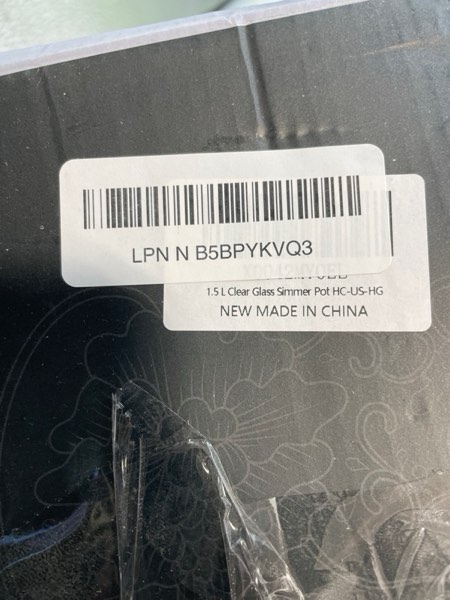 LPN N B5BPYKVQ3
1.5 L Clear Glass Simmer Pot HC-US-HG
NEW MADE IN CHINA